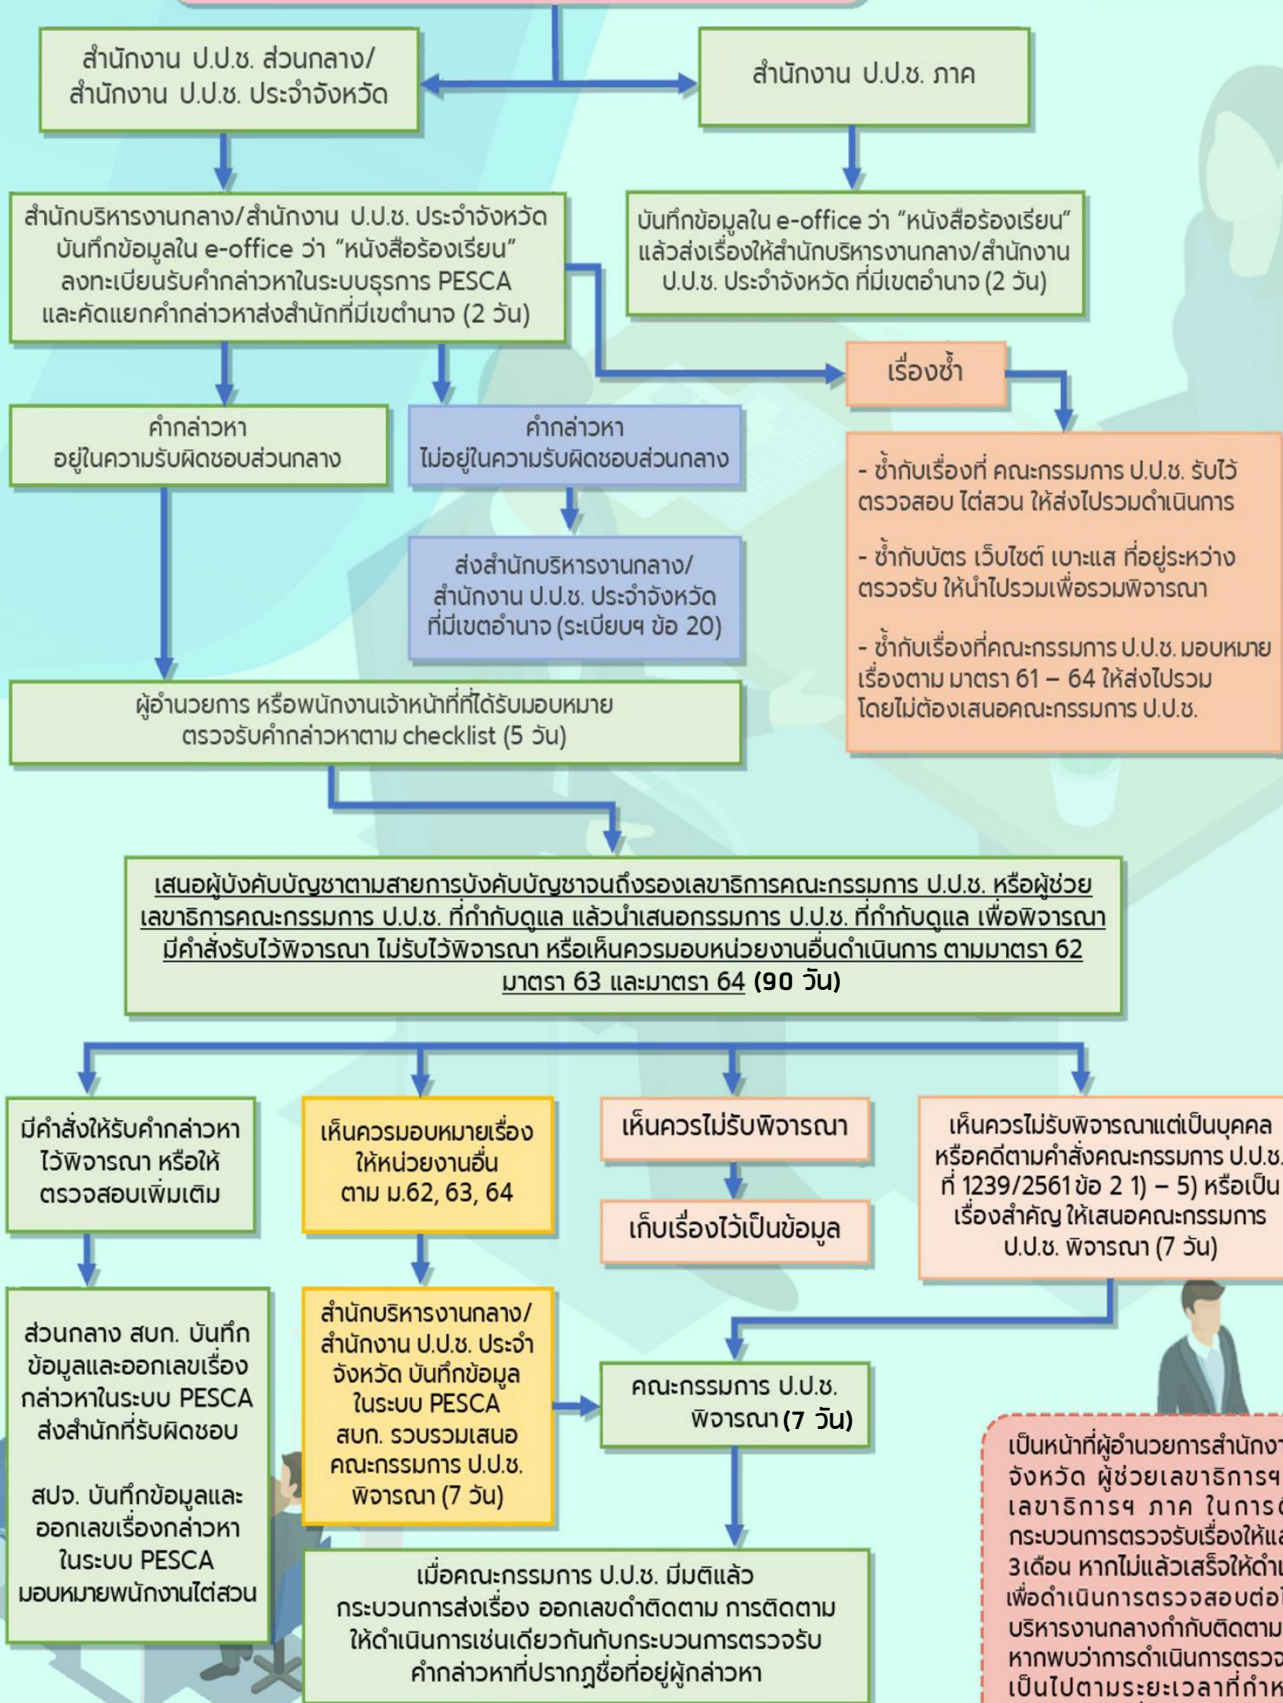 สำนักงาน ป.ป.ช. ส่วนกลาง/
สำนักงาน ป.ป.ช. ประจำจังหวัด
สำนักงาน ป.ป.ช. ภาค
สำนักบริหารงานกลาง/สำนักงาน ป.ป.ช. ประจำจังหวัด
บันทึกข้อมูลใน e-office ว่า “หนังสือร้องเรียน”
ลงทะเบียนรับคำกล่าวหาในระบบธุรการ PESCA
และคัดแยกคำกล่าวหาส่งสำนักที่มีเขตำนาจ (2 วัน)
บันทึกข้อมูลใน e-office ว่า “หนังสือร้องเรียน”
แล้วส่งเรื่องให้สำนักบริหารงานกลาง/สำนักงาน
ป.ป.ช. ประจำจังหวัด ที่มีเขตอำนาจ (2 วัน)
เรื่องซ้ำ
คำกล่าวหา
อยู่ในความรับผิดชอบส่วนกลาง
คำกล่าวหา
ไม่อยู่ในความรับผิดชอบส่วนกลาง
- ซ้ำกับเรื่องที่ คณะกรรมการ ป.ป.ช. รับไว้
ตรวจสอบ ไต่สวน ให้ส่งไปรวมดำเนินการ
- ซ้ำกับบัตร เว็บไซต์ เบาะแส ที่อยู่ระหว่าง
ตรวจรับ ให้นำไปรวมเพื่อรวมพิจารณา
- ซ้ำกับเรื่องที่คณะกรรมการ ป.ป.ช. มอบหมาย
เรื่องตาม มาตรา 61 – 64 ให้ส่งไปรวม
โดยไม่ต้องเสนอคณะกรรมการ ป.ป.ช.
ส่งสำนักบริหารงานกลาง/
สำนักงาน ป.ป.ช. ประจำจังหวัด
ที่มีเขตอำนาจ (ระเบียบฯ ข้อ 20)
ผู้อำนวยการ หรือพนักงานเจ้าหน้าที่ที่ได้รับมอบหมาย
ตรวจรับคำกล่าวหาตาม checklist (5 วัน)
เสนอผู้บังคับบัญชาตามสายการบังคับบัญชาจนถึงรองเลขาธิการคณะกรรมการ ป.ป.ช. หรือผู้ช่วย
เลขาธิการคณะกรรมการ ป.ป.ช. ที่กำกับดูแล แล้วนำเสนอกรรมการ ป.ป.ช. ที่กำกับดูแล เพื่อพิจารณา
มีคำสั่งรับไว้พิจารณา ไม่รับไว้พิจารณา หรือเห็นควรมอบหน่วยงานอื่นดำเนินการ ตามมาตรา 62
มาตรา 63 และมาตรา 64 (90 วัน)
มีคำสั่งให้รับคำกล่าวหา
ไว้พิจารณา หรือให้
ตรวจสอบเพิ่มเติม
เห็นควรมอบหมายเรื่อง
ให้หน่วยงานอื่น
ตาม ม.62, 63, 64
เห็นควรไม่รับพิจารณา
เก็บเรื่องไว้เป็นข้อมูล
เห็นควรไม่รับพิจารณาแต่เป็นบุคคล
หรือคดีตามคำสั่งคณะกรรมการ ป.ป.ช.
ที่ 1239/2561 ข้อ 2 1) – 5) หรือเป็น
เรื่องสำคัญ ให้เสนอคณะกรรมการ
ป.ป.ช. พิจารณา (7 วัน)
ส่วนกลาง สบก. บันทึก
ข้อมูลและออกเลขเรื่อง
กล่าวหาในระบบ PESCA
ส่งสำนักที่รับผิดชอบ
สปจ. บันทึกข้อมูลและ
ออกเลขเรื่องกล่าวหา
ในระบบ PESCA
มอบหมายพนักงานไต่สวน
สำนักบริหารงานกลาง/
สำนักงาน ป.ป.ช. ประจำ
จังหวัด บันทึกข้อมูล
ในระบบ PESCA
สบก. รวบรวมเสนอ
คณะกรรมการ ป.ป.ช.
พิจารณา (7 วัน)
คณะกรรมการ ป.ป.ช.
พิจารณา (7 วัน)
เมื่อคณะกรรมการ ป.ป.ช. มีมติแล้ว
กระบวนการส่งเรื่อง ออกเลขดำติดตาม การติดตาม
ให้ดำเนินการเช่นเดียวกันกับกระบวนการตรวจรับ
คำกล่าวหาที่ปรากฏชื่อที่อยู่ผู้กล่าวหา
เป็นหน้าที่ผู้อำนวยการสำนักงา
จังหวัด ผู้ช่วยเลขาธิการฯ
เลขาธิการฯ ภาค ในการ
กระบวนการตรวจรับเรื่องให้แ
3เดือน หากไม่แล้วเสร็จให้ดำเ
เพื่อดำเนินการตรวจสอบต่อ
บริหารงานกลางกำกับติดตาม
หากพบว่าการดำเนินการตรวจ
เป็นไปตามระยะเวลาที่กำห